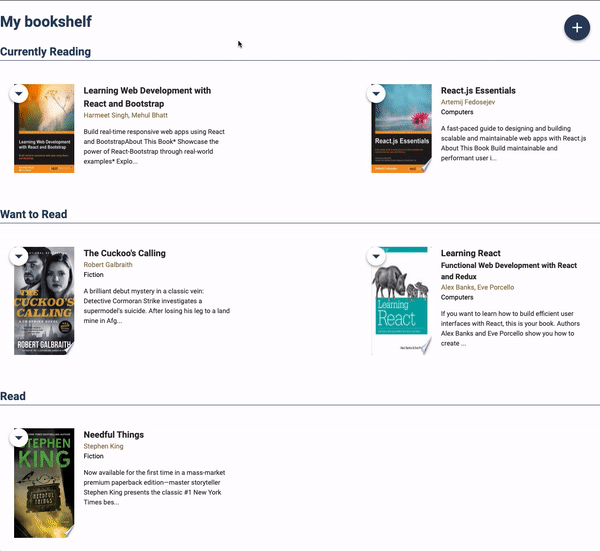 My bookshelf
+
Currently Reading
Learning Web Development with
React and Bootstrap
Harmeet Singh, Mehul Bhatt
Build real-time responsive web apps using React
and BootstrapAbout This Book* Showcase the
power of React-Bootstrap through real-world
examples* Explo...
Learning Web Development with
React and Bootstrap
React.js Essentials
Artemij Fedosejev
Computers
A fast-paced guide to designing and building
scalable and maintainable web apps with React.js
About This Book Build maintainable and
performant user i...
React.js Essentials
Want to Read
The Cuckoo's Calling
Robert Galbraith
Fiction
A brilliant debut mystery in a classic vein:
Detective Cormoran Strike investigates a
supermodel's suicide. After losing his leg to a land
mine in Afg...
THE
CUCKOO'S
CALLING
ROBERT GALBRAITH
Learning React
Functional Web Development with React
and Redux
Alex Banks, Eve Porcello
Computers
If you want to learn how to build efficient user
interfaces with React, this is your book. Authors
Alex Banks and Eve Porcello show you how to
create ...
Learning
React
Read
Needful Things
Stephen King
Fiction
Now available for the first time in a mass-market
premium paperback edition—master storyteller
Stephen King presents the classic #1 New York
Times bes...
STEPHEN
KING
NEEDFUL
THINGS